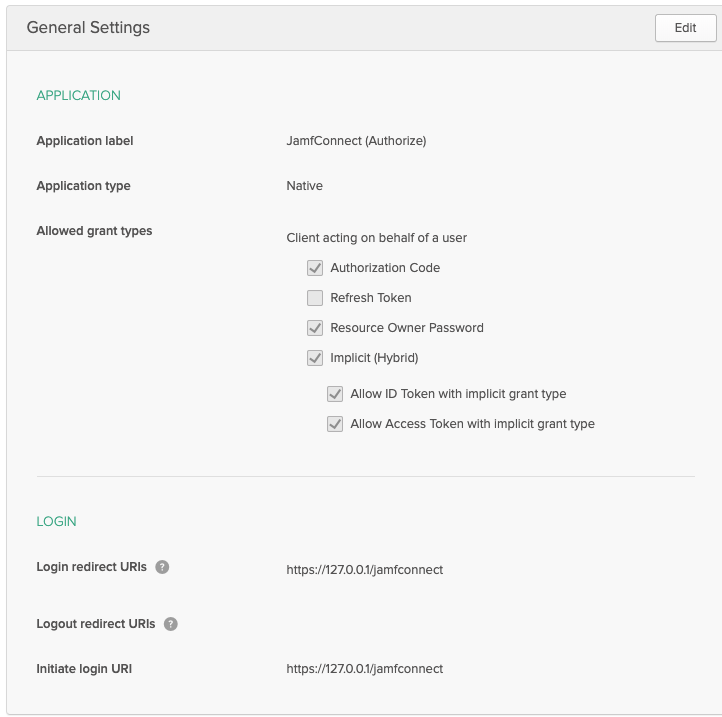 General Settings
Edit
APPLICATION
Application label
JamfConnect (Authorize)
Application type
Native
Allowed grant types
Client acting on behalf of a user
Authorization Code
Refresh Token
Resource Owner Password
Implicit (Hybrid)
Allow ID Token with implicit grant type
Allow Access Token with implicit grant type
LOGIN
Login redirect URIs ?
https://127.0.0.1/jamfconnect
Logout redirect URIs ?
Initiate login URI
https://127.0.0.1/jamfconnect